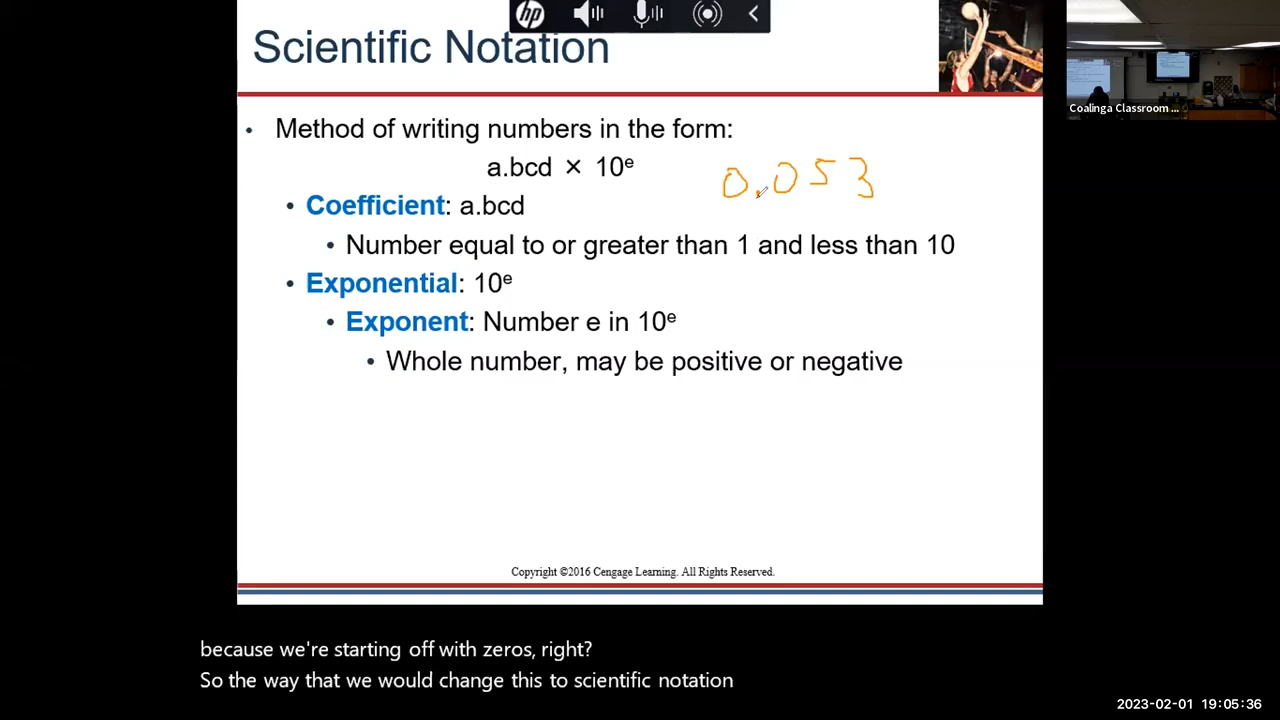 hp
Scientific Notation
Coalinga Classroom ...
• Method of writing numbers in the form:
a.bcd × 10ᵉ
0.053
• Coefficient: a.bcd
• Number equal to or greater than 1 and less than 10
• Exponential: 10ᵉ
• Exponent: Number e in 10ᵉ
• Whole number, may be positive or negative
Copyright ©2016 Cengage Learning. All Rights Reserved.
because we're starting off with zeros, right?
So the way that we would change this to scientific notation
2023-02-01 19:05:36